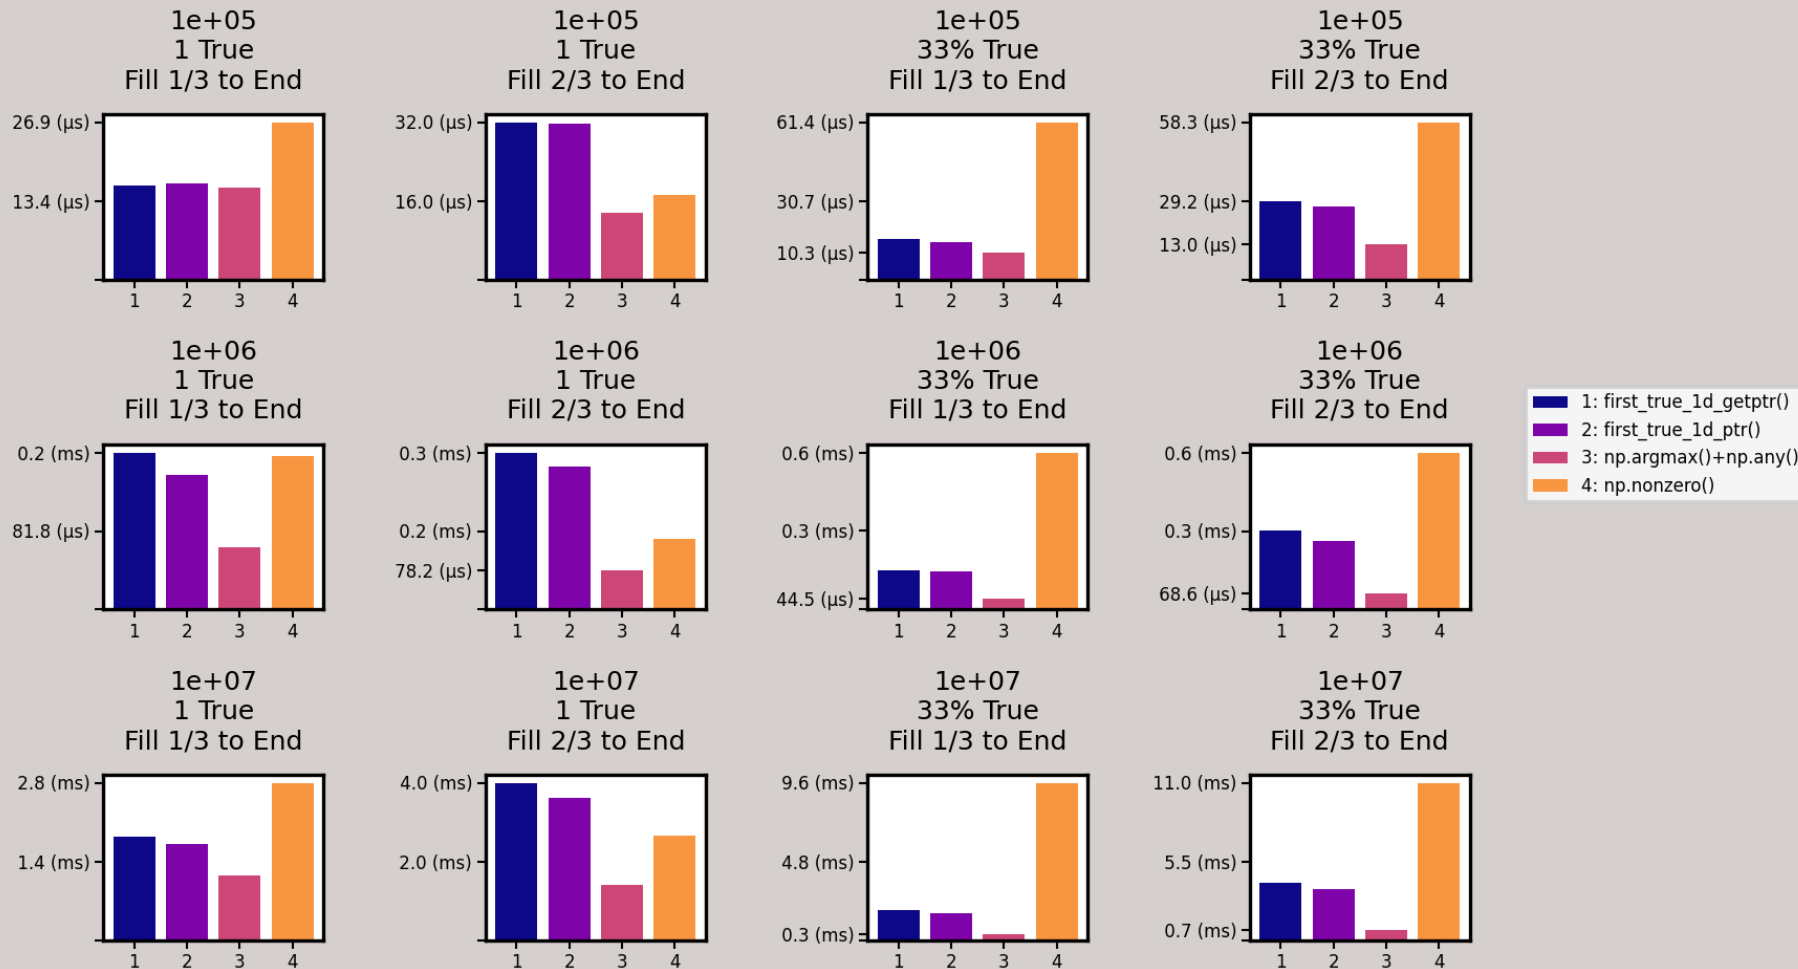 1e+05
1 True
Fill 1/3 to End
26.9 (µs)
13.4 (µs)
1 2 3 4
1e+05
1 True
Fill 2/3 to End
32.0 (µs)
16.0 (µs)
1 2 3 4
1e+05
33% True
Fill 1/3 to End
61.4 (µs)
30.7 (µs)
10.3 (µs)
1 2 3 4
1e+05
33% True
Fill 2/3 to End
58.3 (µs)
29.2 (µs)
13.0 (µs)
1 2 3 4
1e+06
1 True
Fill 1/3 to End
0.2 (ms)
81.8 (µs)
1 2 3 4
1e+06
1 True
Fill 2/3 to End
0.3 (ms)
0.2 (ms)
78.2 (µs)
1 2 3 4
1e+06
33% True
Fill 1/3 to End
0.6 (ms)
0.3 (ms)
44.5 (µs)
1 2 3 4
1e+06
33% True
Fill 2/3 to End
0.6 (ms)
0.3 (ms)
68.6 (µs)
1 2 3 4
1: first_true_1d_getptr()
2: first_true_1d_ptr()
3: np.argmax()+np.any()
4: np.nonzero()
1e+07
1 True
Fill 1/3 to End
2.8 (ms)
1.4 (ms)
1 2 3 4
1e+07
1 True
Fill 2/3 to End
4.0 (ms)
2.0 (ms)
1 2 3 4
1e+07
33% True
Fill 1/3 to End
9.6 (ms)
4.8 (ms)
0.3 (ms)
1 2 3 4
1e+07
33% True
Fill 2/3 to End
11.0 (ms)
5.5 (ms)
0.7 (ms)
1 2 3 4